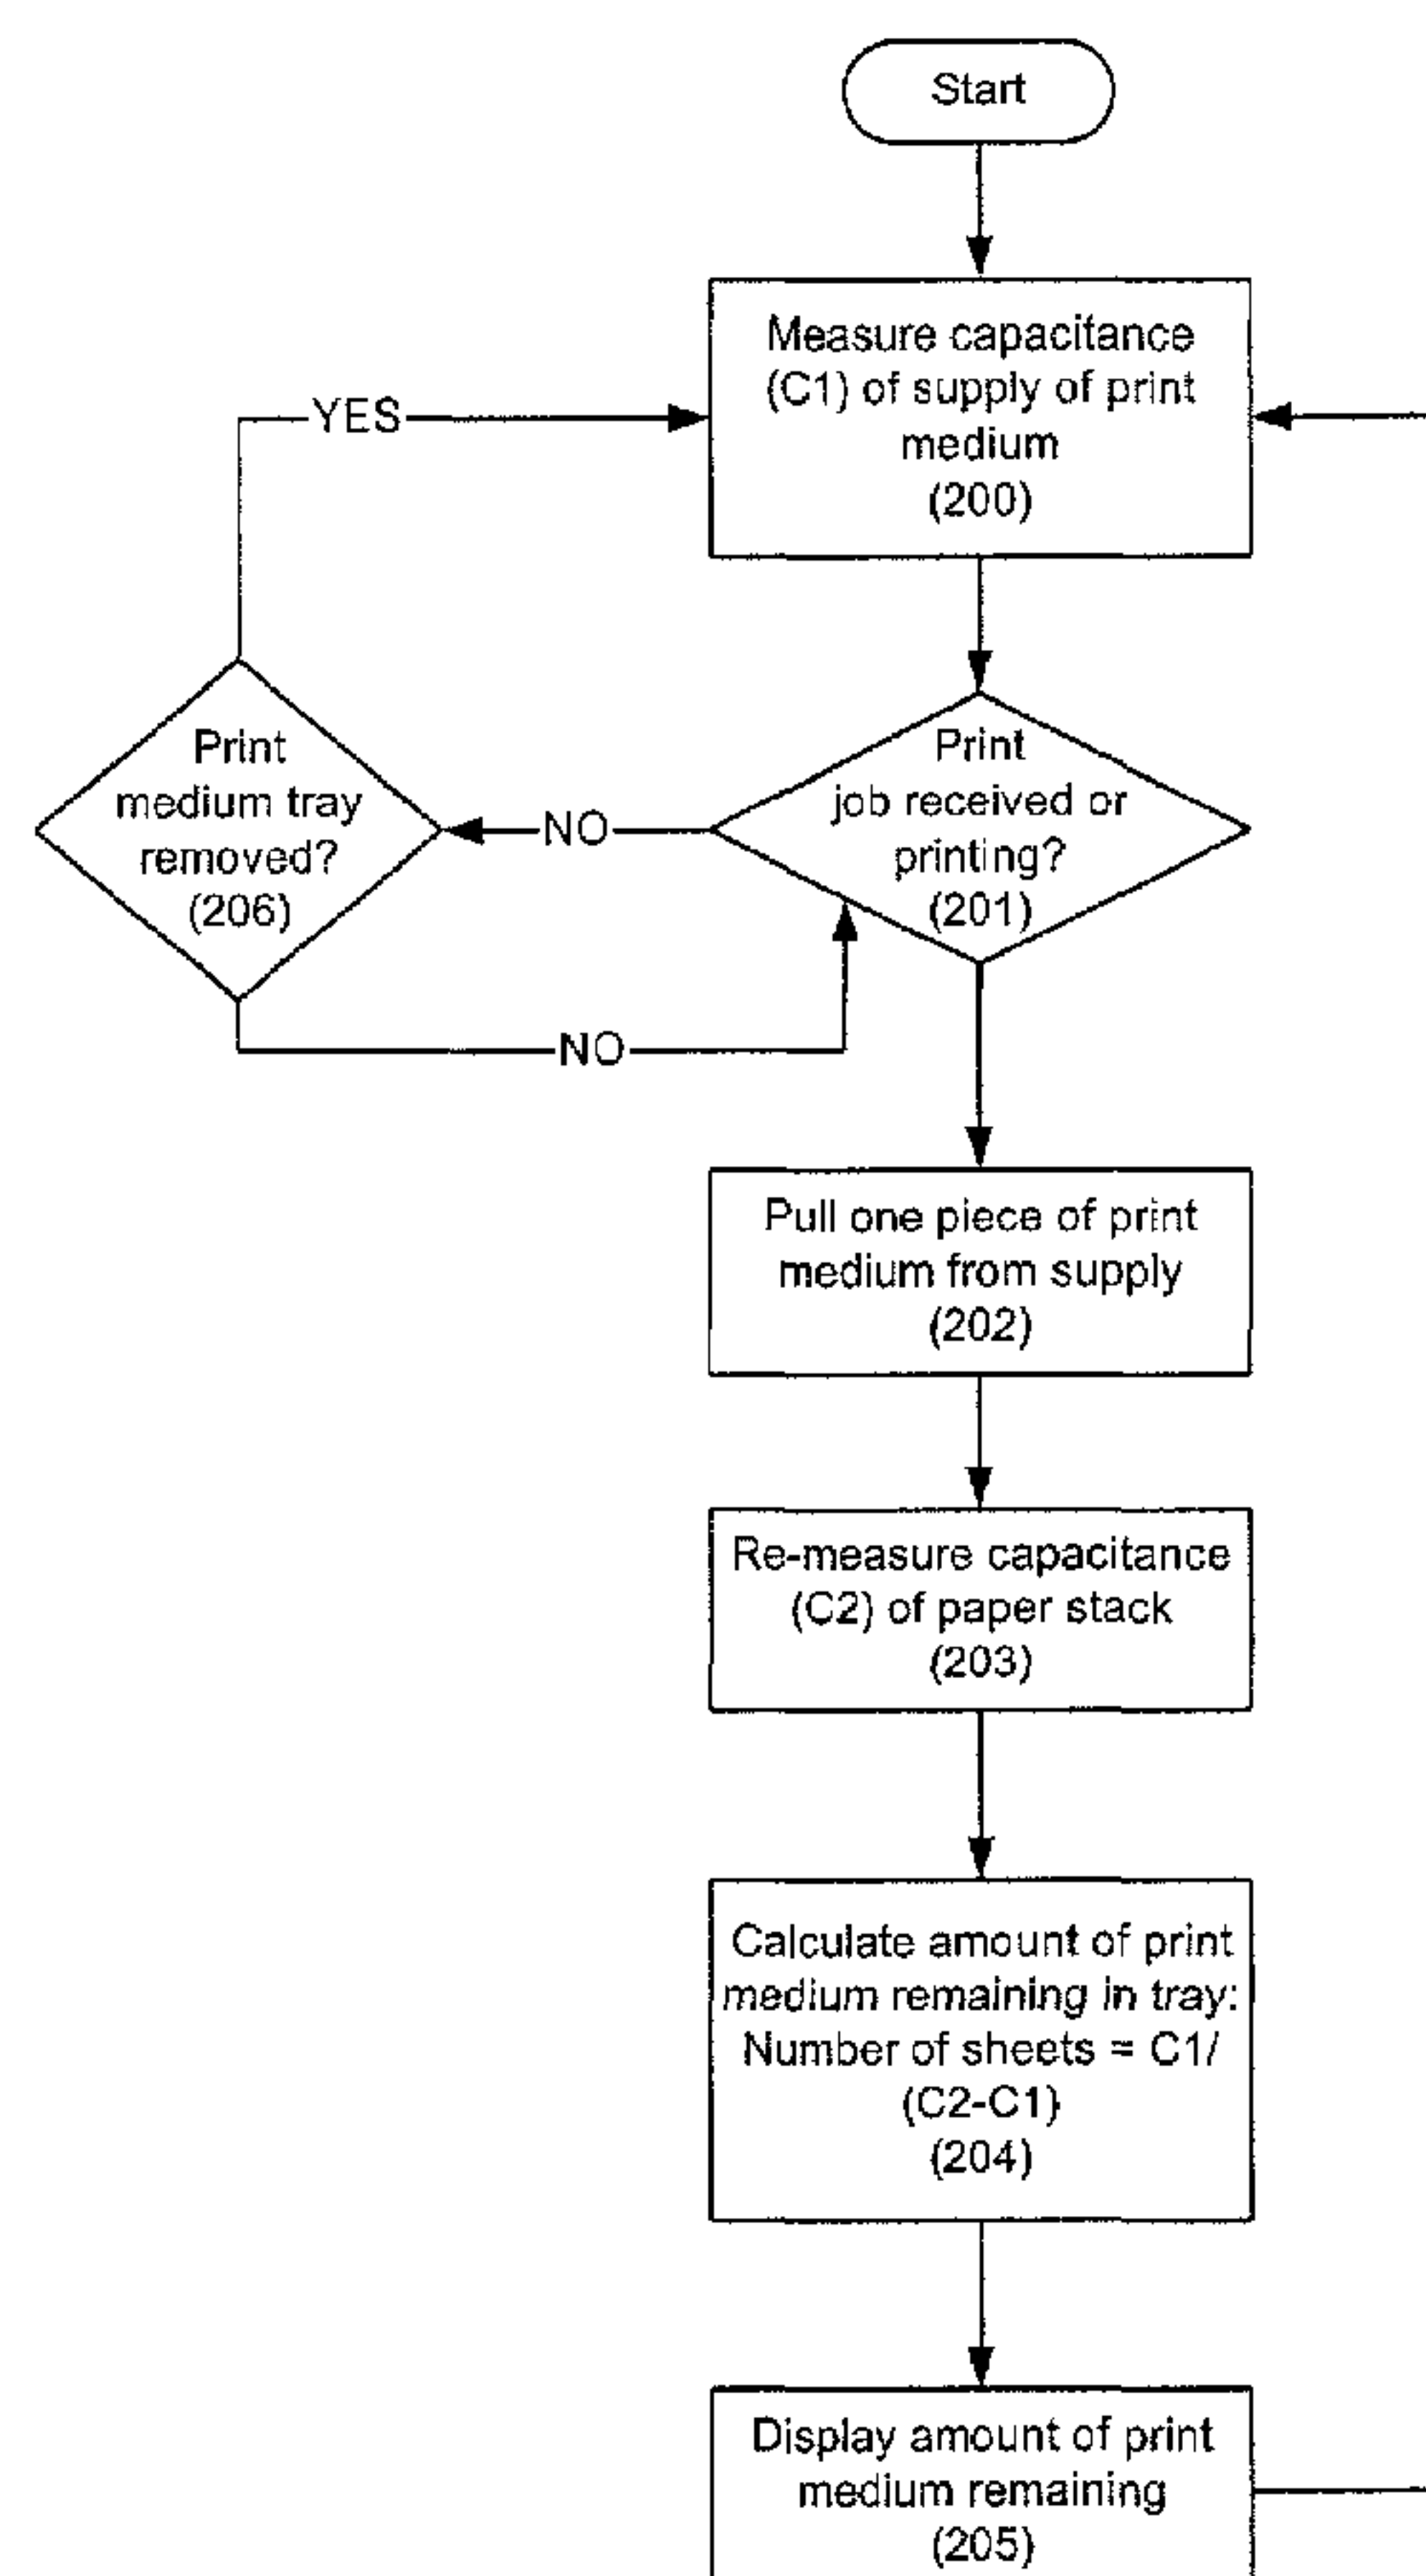 Start
Measure capacitance
(C1) of supply of print
medium
(200)
YES
Print
medium tray
removed?
(206)
NO
Print
job received or
printing?
(201)
NO
Pull one piece of print
medium from supply
(202)
Re-measure capacitance
(C2) of paper stack
(203)
Calculate amount of print
medium remaining in tray:
Number of sheets = C1/
(C2-C1)
(204)
Display amount of print
medium remaining
(205)